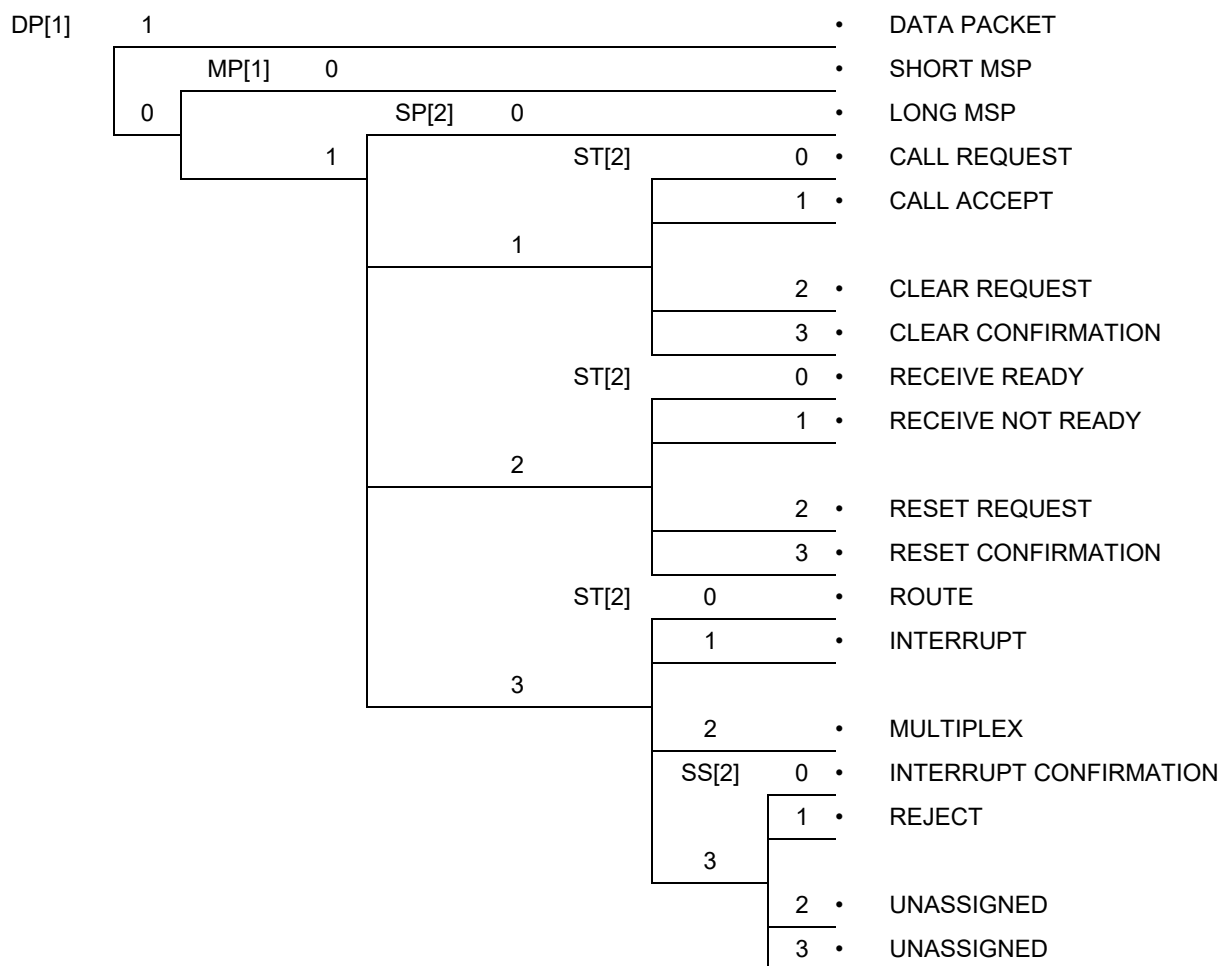 DP[1] 1 • DATA PACKET
MP[1] 0 • SHORT MSP
0 SP[2] 0 • LONG MSP
1 ST[2] 0 • CALL REQUEST
1 • CALL ACCEPT
1
2 • CLEAR REQUEST
3 • CLEAR CONFIRMATION
ST[2] 0 • RECEIVE READY
1 • RECEIVE NOT READY
2
2 • RESET REQUEST
3 • RESET CONFIRMATION
ST[2] 0 • ROUTE
1 • INTERRUPT
3
2 • MULTIPLEX
SS[2] 0 • INTERRUPT CONFIRMATION
1 • REJECT
3
2 • UNASSIGNED
3 • UNASSIGNED